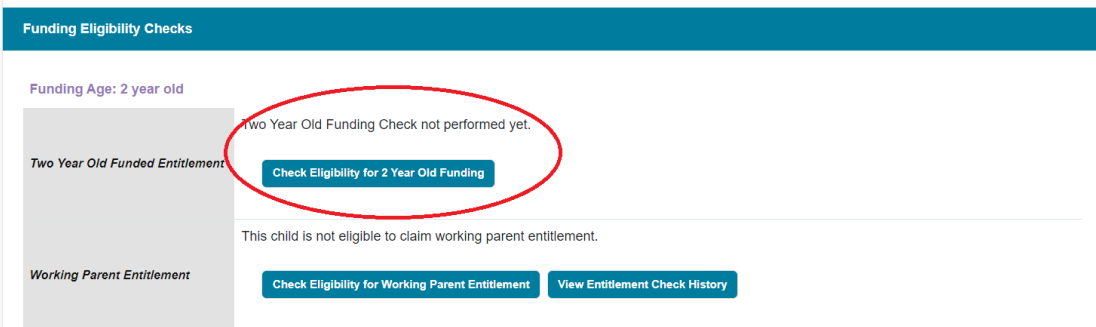 Funding Eligibility Checks
Funding Age: 2 year old
Two Year Old Funded Entitlement
Two Year Old Funding Check not performed yet.
Check Eligibility for 2 Year Old Funding
Working Parent Entitlement
This child is not eligible to claim working parent entitlement.
Check Eligibility for Working Parent Entitlement
View Entitlement Check History